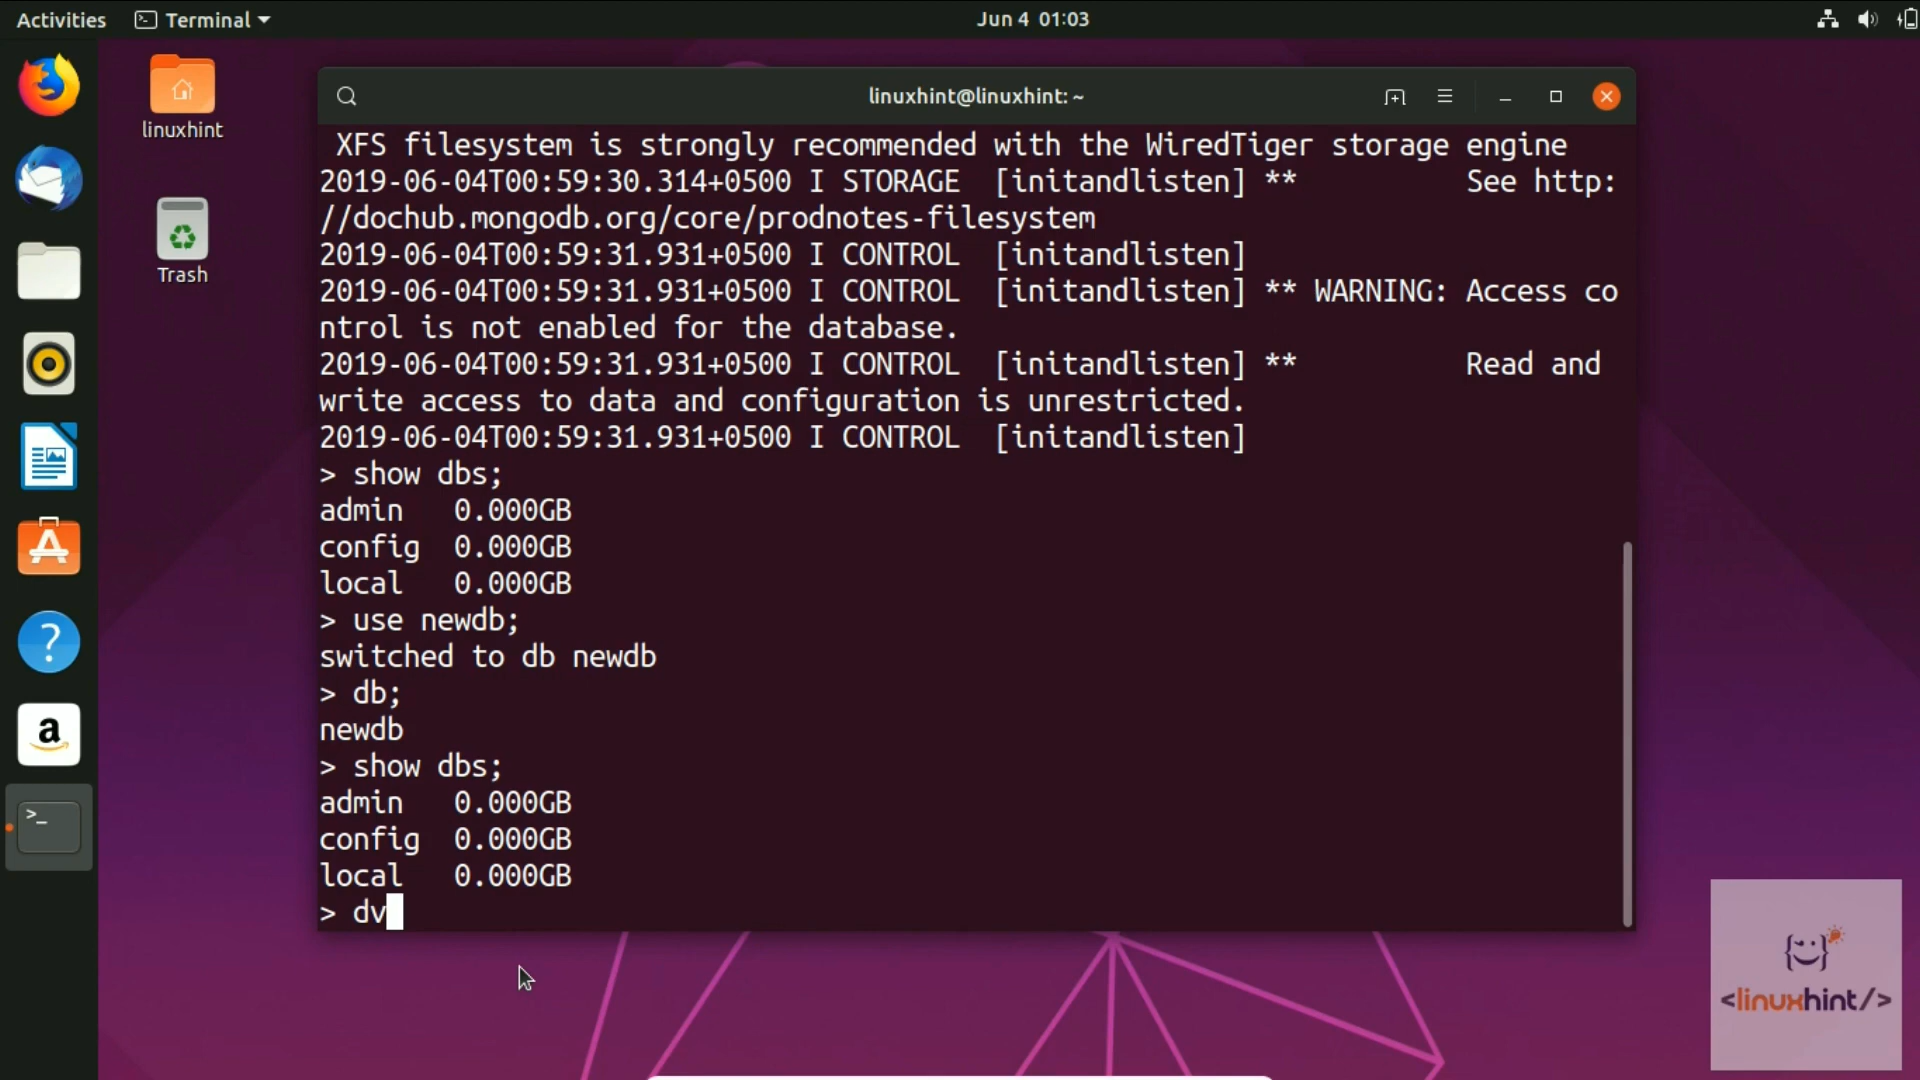 Activities
Terminal
Jun 4 01:03
linuxhint
Trash
linuxhint@linuxhint: ~
XFS filesystem is strongly recommended with the WiredTiger storage engine
2019-06-04T00:59:30.314+0500 I STORAGE  [initandlisten] **          See http:
//dochub.mongodb.org/core/prodnotes-filesystem
2019-06-04T00:59:31.931+0500 I CONTROL  [initandlisten]
2019-06-04T00:59:31.931+0500 I CONTROL  [initandlisten] ** WARNING: Access co
ntrol is not enabled for the database.
2019-06-04T00:59:31.931+0500 I CONTROL  [initandlisten] **          Read and
write access to data and configuration is unrestricted.
2019-06-04T00:59:31.931+0500 I CONTROL  [initandlisten]
> show dbs;
admin   0.000GB
config  0.000GB
local   0.000GB
> use newdb;
switched to db newdb
> db;
newdb
> show dbs;
admin   0.000GB
config  0.000GB
local   0.000GB
> dv
<linuxhint/>